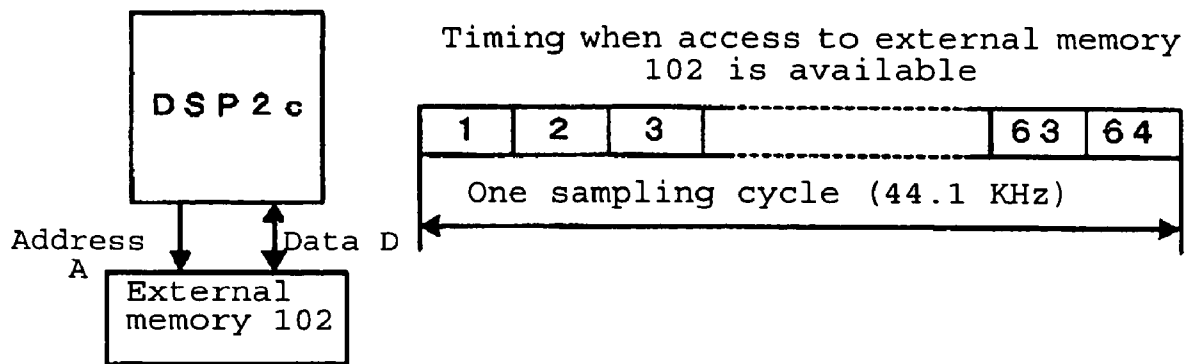 DSP2c
Address
A
Data D
External
memory 102
Timing when access to external memory
102 is available
1 2 3 63 64
One sampling cycle (44.1 KHz)